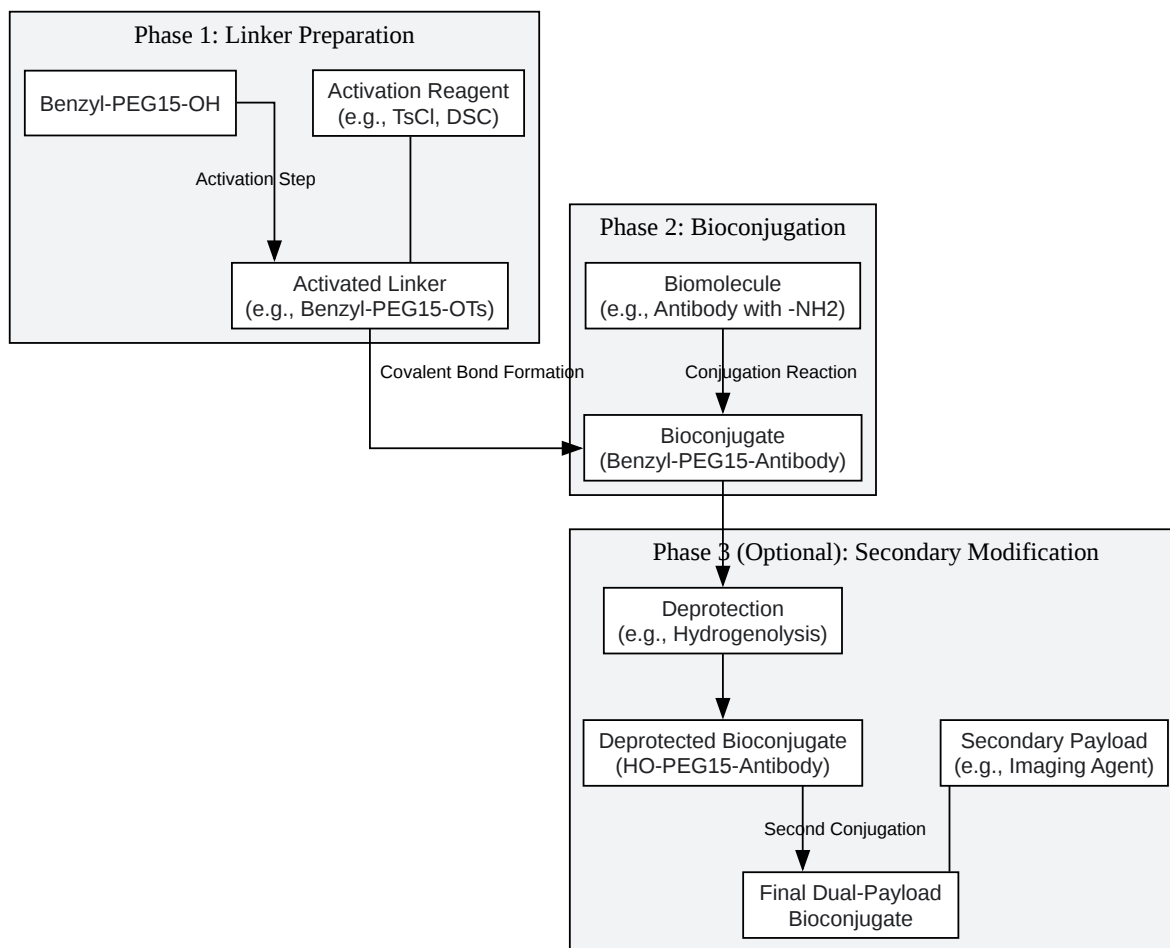 Phase 1: Linker Preparation
Benzyl-PEG15-OH
Activation Reagent
(e.g., TsCl, DSC)
Activation Step
Activated Linker
(e.g., Benzyl-PEG15-OTs)
Phase 2: Bioconjugation
Biomolecule
(e.g., Antibody with -NH2)
Covalent Bond Formation
Conjugation Reaction
Bioconjugate
(Benzyl-PEG15-Antibody)
Phase 3 (Optional): Secondary Modification
Deprotection
(e.g., Hydrogenolysis)
Deprotected Bioconjugate
(HO-PEG15-Antibody)
Secondary Payload
(e.g., Imaging Agent)
Second Conjugation
Final Dual-Payload
Bioconjugate